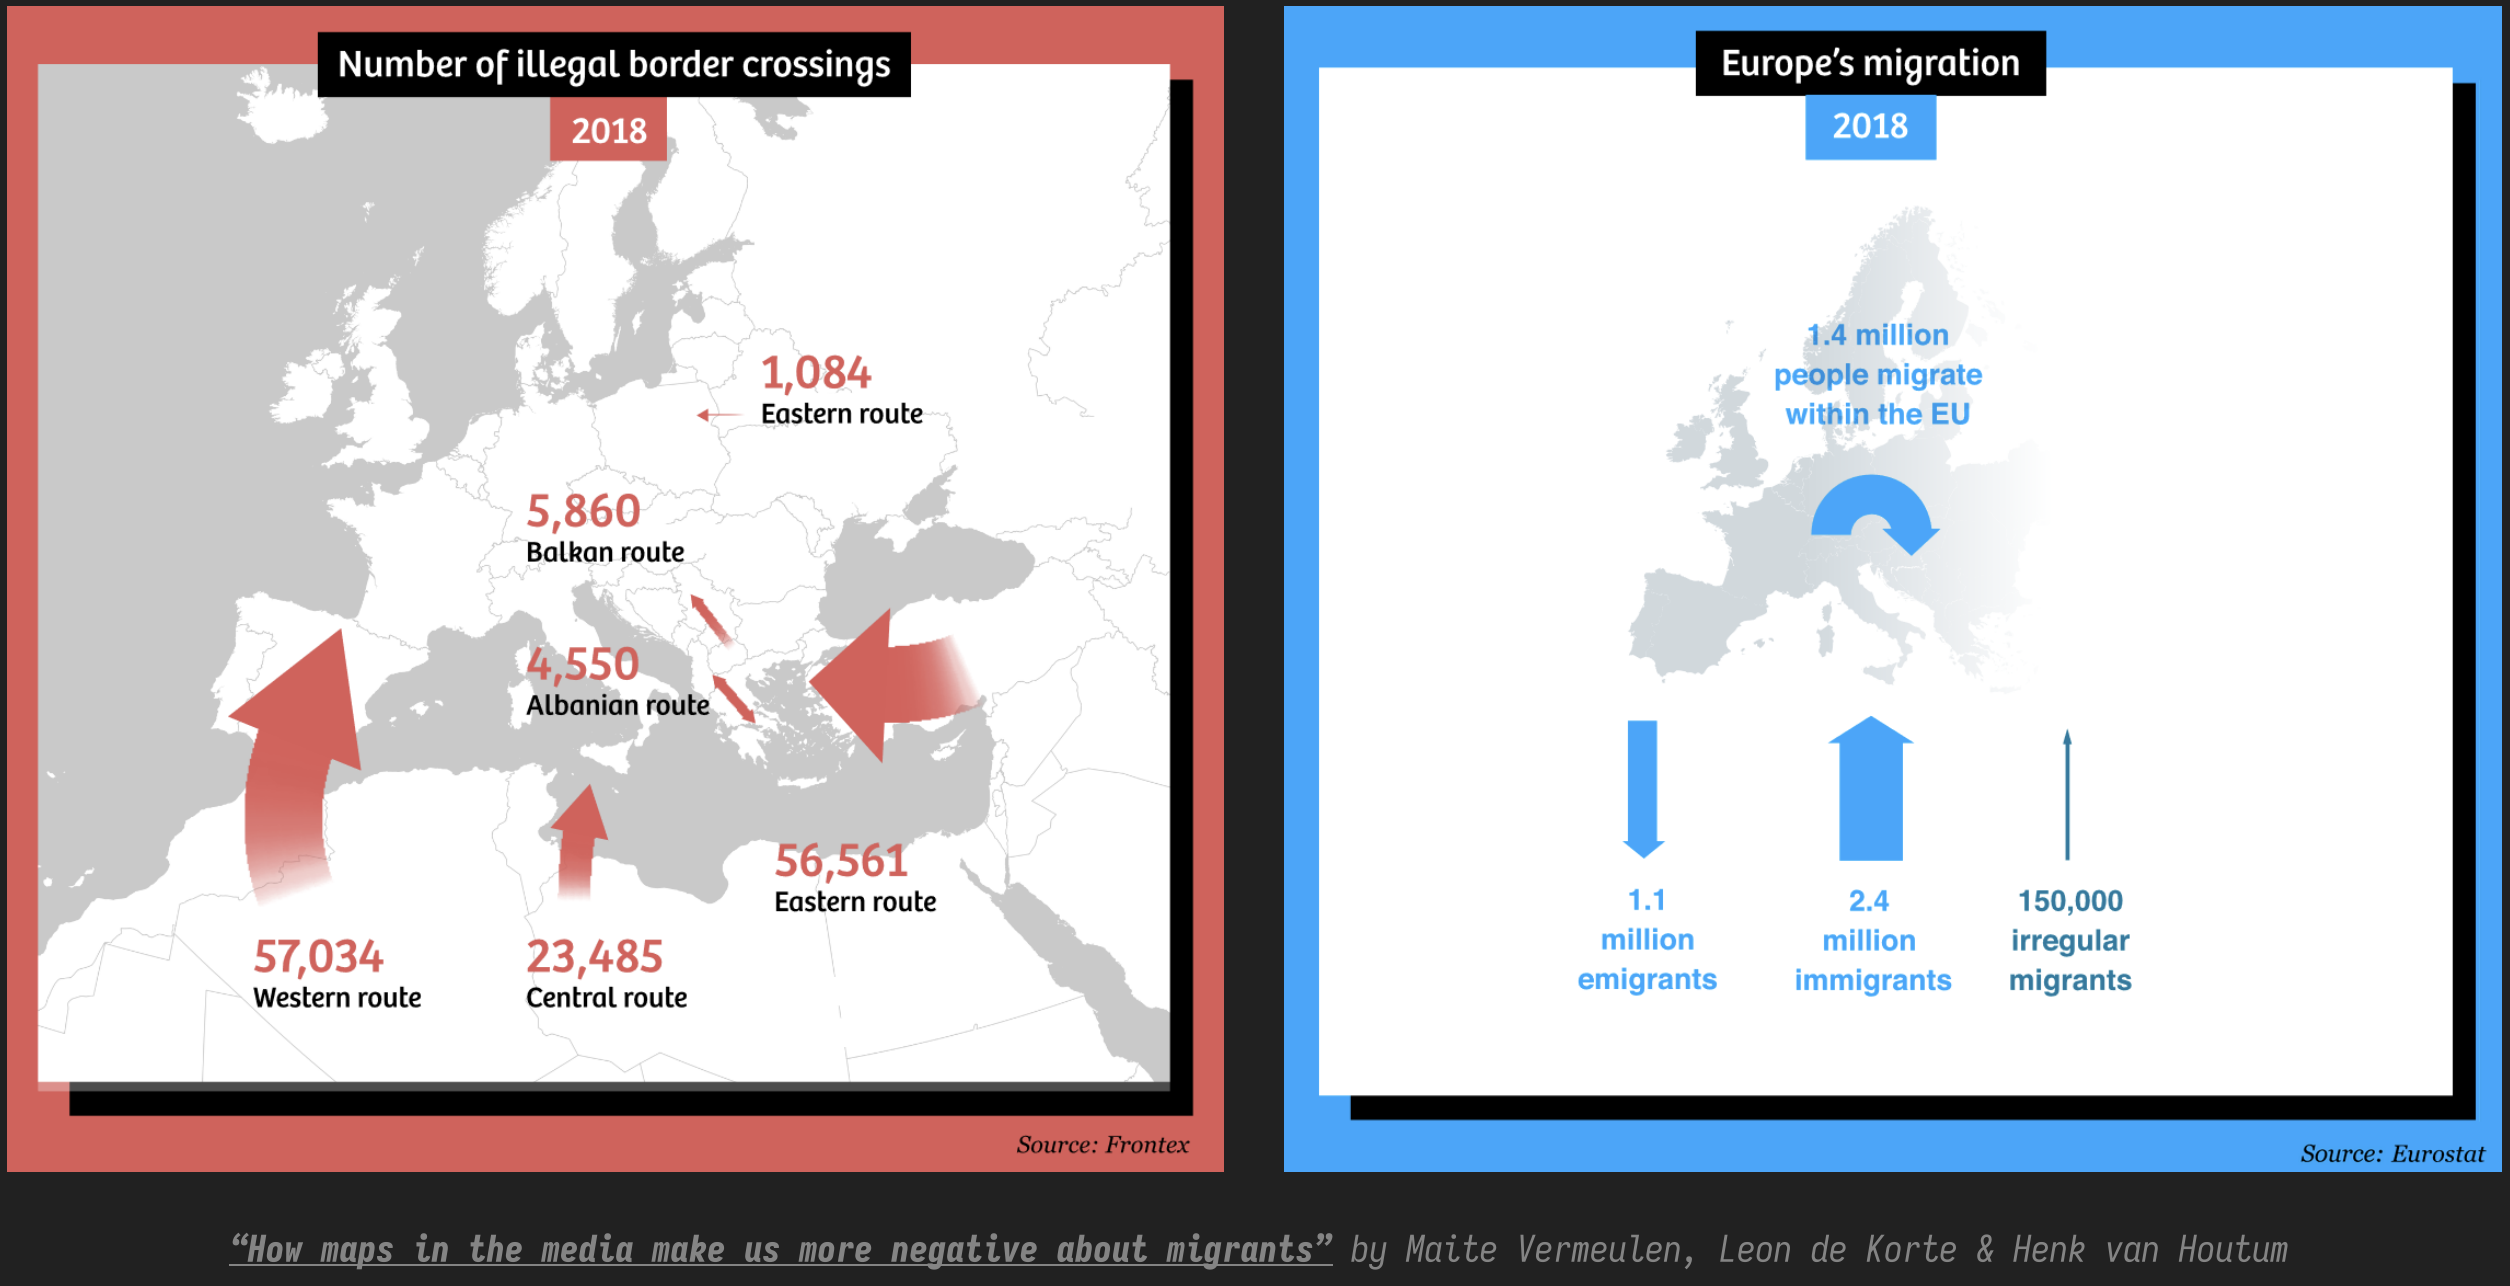 Number of illegal border crossings
2018
1,084
Eastern route
5,860
Balkan route
4,550
Albanian route
56,561
Eastern route
57,034
Western route
23,485
Central route
Source: Frontex
Europe’s migration
2018
1.4 million
people migrate
within the EU
1.1
million
emigrants
2.4
million
immigrants
150,000
irregular
migrants
Source: Eurostat
“How maps in the media make us more negative about migrants” by Maite Vermeulen, Leon de Korte & Henk van Houtum